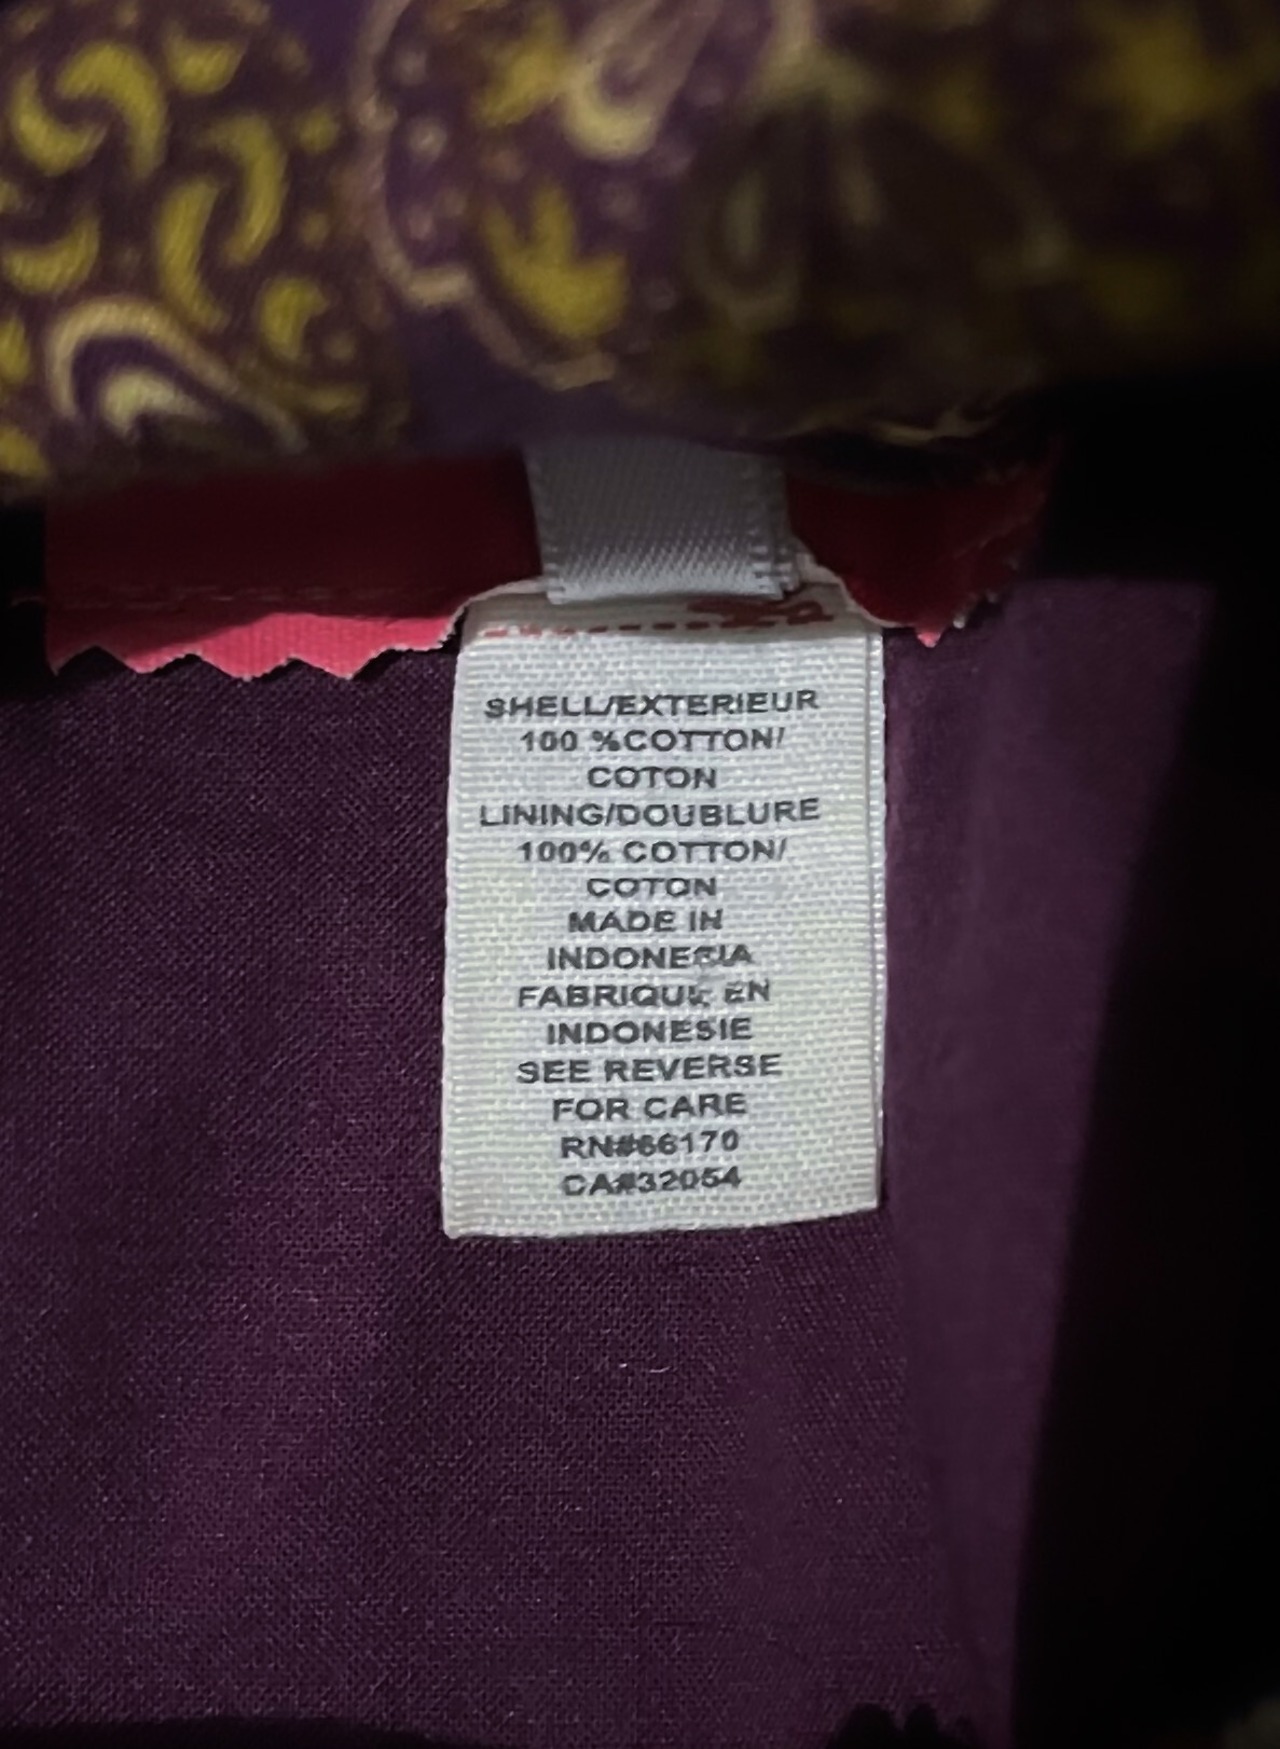 SHELL/EXTERIEUR
100 %COTTON/
COTON
LINING/DOUBLURE
100% COTTON/
COTON
MADE IN
INDONESIA
FABRIQUE EN
INDONESIE
SEE REVERSE
FOR CARE
RN#66170
CA#32054